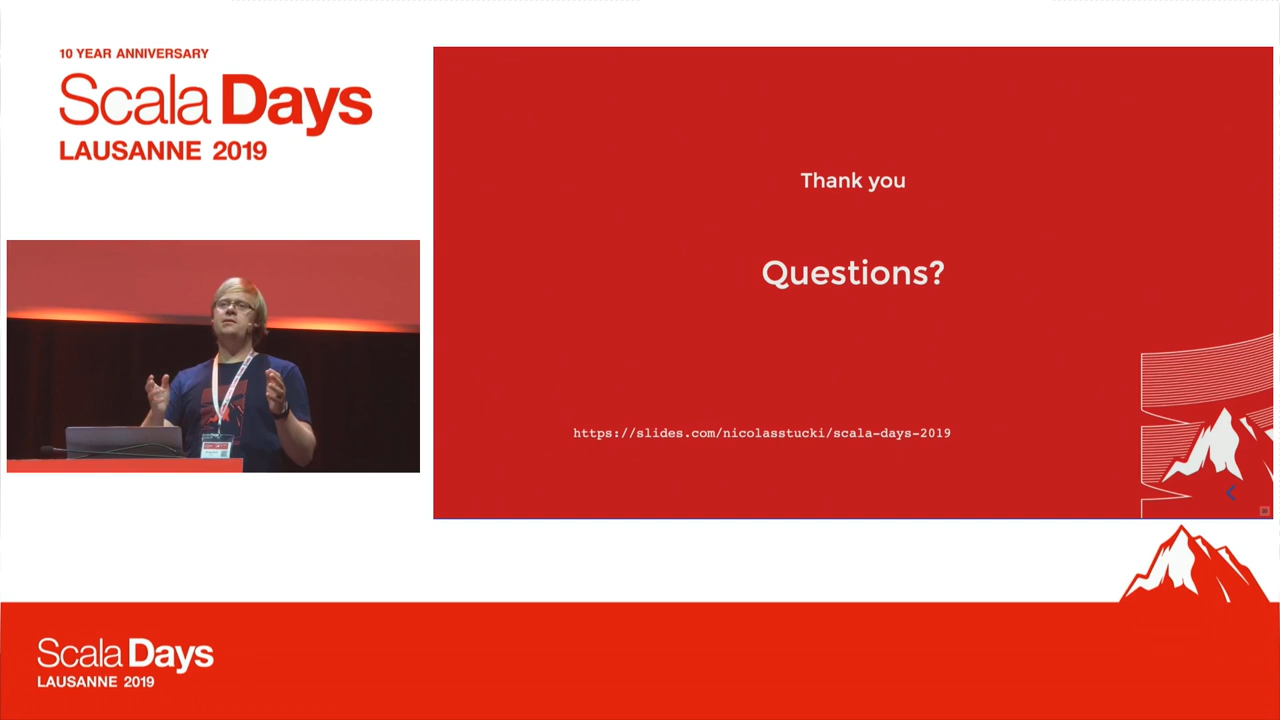 10 YEAR ANNIVERSARY
Scala Days
LAUSANNE 2019
Thank you
Questions?
https://slides.com/nicolasstucki/scala-days-2019
Scala Days
LAUSANNE 2019